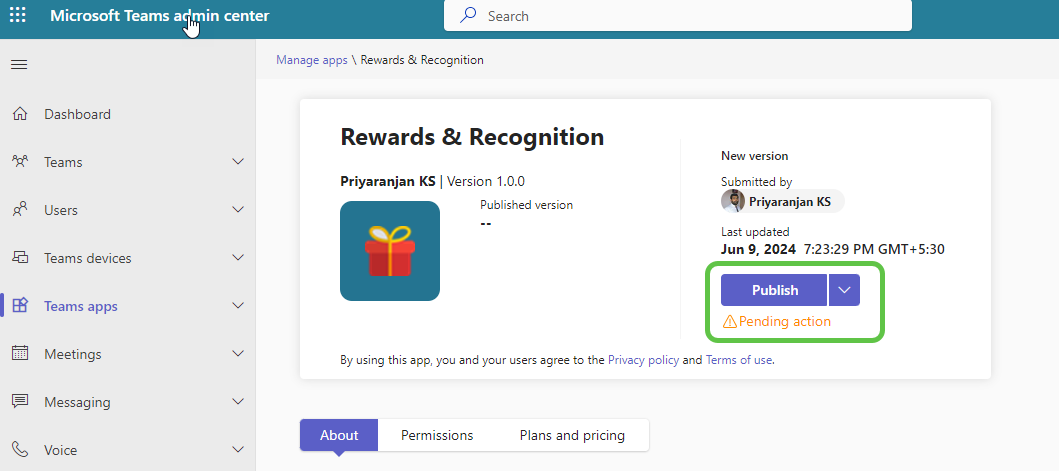 Microsoft Teams admin center
Search
Manage apps \ Rewards & Recognition
Dashboard
Teams
Users
Teams devices
Teams apps
Meetings
Messaging
Voice
Rewards & Recognition
Priyaranjan KS | Version 1.0.0
Published version
--
New version
Submitted by
Priyaranjan KS
Last updated
Jun 9, 2024 7:23:29 PM GMT+5:30
Publish
Pending action
By using this app, you and your users agree to the Privacy policy and Terms of use.
About Permissions Plans and pricing